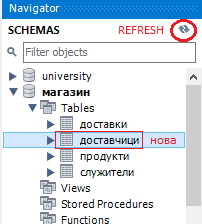 Navigator
SCHEMAS REFRESH
Filter objects
university
магазин
Tables
доставки
доставчици нова
продукти
служители
Views
Stored Procedures
Functions